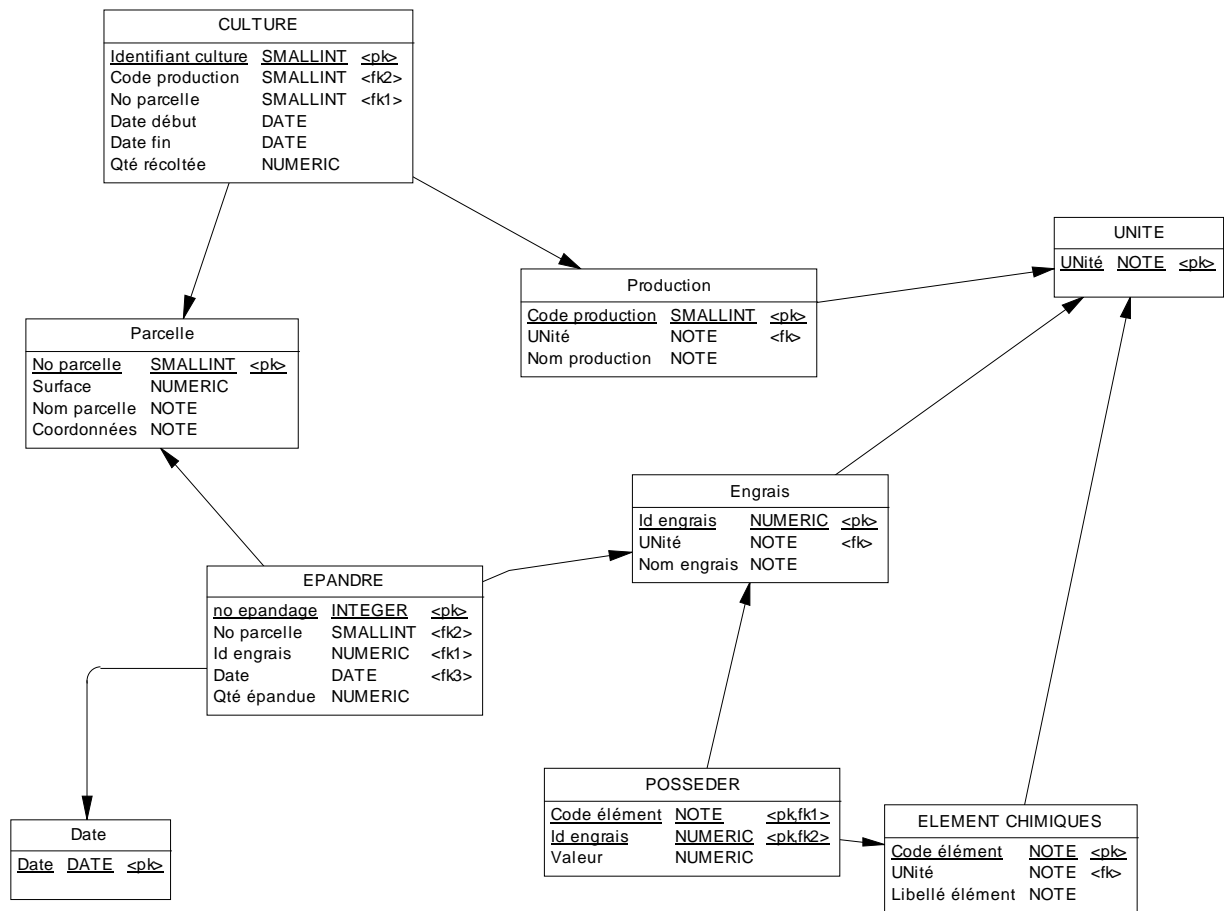 CULTURE
Identifiant culture SMALLINT <pk>
Code production SMALLINT <fk2>
No parcelle SMALLINT <fk1>
Date début DATE
Date fin DATE
Qté récoltée NUMERIC
UNITE
UNité NOTE <pk>
Production
Code production SMALLINT <pk>
UNité NOTE <fk>
Nom production NOTE
Parcelle
No parcelle SMALLINT <pk>
Surface NUMERIC
Nom parcelle NOTE
Coordonnées NOTE
Engrais
Id engrais NUMERIC <pk>
UNité NOTE <fk>
Nom engrais NOTE
EPANDRE
no epandage INTEGER <pk>
No parcelle SMALLINT <fk2>
Id engrais NUMERIC <fk1>
Date DATE <fk3>
Qté épandue NUMERIC
POSSEDER
Code élément NOTE <pk,fk1>
Id engrais NUMERIC <pk,fk2>
Valeur NUMERIC
ELEMENT CHIMIQUES
Code élément NOTE <pk>
UNité NOTE <fk>
Libellé élément NOTE
Date
Date DATE <pk>